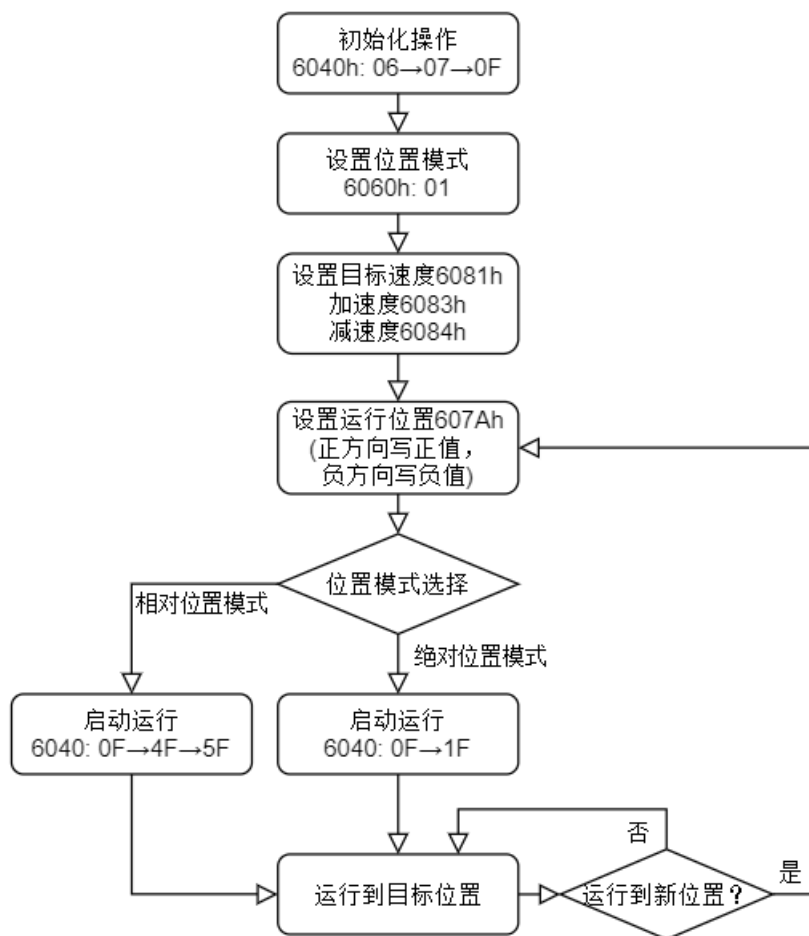 初始化操作
6040h: 06→07→0F
设置位置模式
6060h: 01
设置目标速度6081h
加速度6083h
减速度6084h
设置运行位置607Ah
(正方向写正值，
负方向写负值)
位置模式选择
相对位置模式
绝对位置模式
启动运行
6040: 0F→4F→5F
启动运行
6040: 0F→1F
否
是
运行到目标位置
运行到新位置？